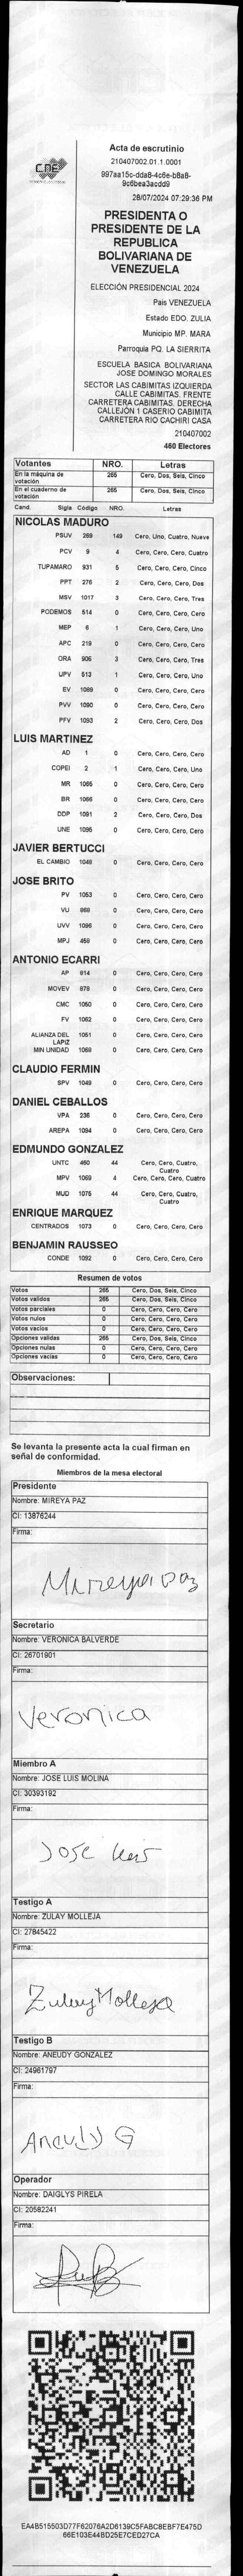 CNE
Acta de escrutinio
210407002.01.1.0001
997aa15c-dda8-4c6e-b8a8-
9c6bea3acdd9
28/07/2024 07:29:36 PM
PRESIDENTA O
PRESIDENTE DE LA
REPUBLICA
BOLIVARIANA DE
VENEZUELA
ELECCIÓN PRESIDENCIAL 2024
Pais VENEZUELA
Estado EDO. ZULIA
Municipio MP. MARA
Parroquia PQ. LA SIERRITA
ESCUELA BASICA BOLIVARIANA
JOSE DOMINGO MORALES
SECTOR LAS CABIMITAS IZQUIERDA
CALLE CABIMITAS. FRENTE
CARRETERA CABIMITAS. DERECHA
CALLEJÓN 1 CASERIO CABIMITA
CARRETERA RIO CACHIRI CASA
210407002
460 Electores
Votantes NRO. Letras
En la máquina de votación 265 Cero, Dos, Seis, Cinco
En el cuaderno de votación 265 Cero, Dos, Seis, Cinco
Cand. Sigla Código NRO. Letras
NICOLAS MADURO
PSUV 269 149 Cero, Uno, Cuatro, Nueve
PCV 9 4 Cero, Cero, Cero, Cuatro
TUPAMARO 931 5 Cero, Cero, Cero, Cinco
PPT 276 2 Cero, Cero, Cero, Dos
MSV 1017 3 Cero, Cero, Cero, Tres
PODEMOS 514 0 Cero, Cero, Cero, Cero
MEP 6 1 Cero, Cero, Cero, Uno
APC 219 0 Cero, Cero, Cero, Cero
ORA 906 3 Cero, Cero, Cero, Tres
UPV 513 1 Cero, Cero, Cero, Uno
EV 1089 0 Cero, Cero, Cero, Cero
PVV 1090 0 Cero, Cero, Cero, Cero
PFV 1093 2 Cero, Cero, Cero, Dos
LUIS MARTINEZ
AD 1 0 Cero, Cero, Cero, Cero
COPEI 2 1 Cero, Cero, Cero, Uno
MR 1065 0 Cero, Cero, Cero, Cero
BR 1066 0 Cero, Cero, Cero, Cero
DDP 1091 2 Cero, Cero, Cero, Dos
UNE 1095 0 Cero, Cero, Cero, Cero
JAVIER BERTUCCI
EL CAMBIO 1048 0 Cero, Cero, Cero, Cero
JOSE BRITO
PV 1053 0 Cero, Cero, Cero, Cero
VU 868 0 Cero, Cero, Cero, Cero
UVV 1096 0 Cero, Cero, Cero, Cero
MPJ 458 0 Cero, Cero, Cero, Cero
ANTONIO ECARRI
AP 914 0 Cero, Cero, Cero, Cero
MOVEV 878 0 Cero, Cero, Cero, Cero
CMC 1050 0 Cero, Cero, Cero, Cero
FV 1062 0 Cero, Cero, Cero, Cero
ALIANZA DEL LAPIZ 1051 0 Cero, Cero, Cero, Cero
MIN UNIDAD 1068 0 Cero, Cero, Cero, Cero
CLAUDIO FERMIN
SPV 1049 0 Cero, Cero, Cero, Cero
DANIEL CEBALLOS
VPA 236 0 Cero, Cero, Cero, Cero
AREPA 1094 0 Cero, Cero, Cero, Cero
EDMUNDO GONZALEZ
UNTC 460 44 Cero, Cero, Cuatro, Cuatro
MPV 1069 4 Cero, Cero, Cero, Cuatro
MUD 1075 44 Cero, Cero, Cuatro, Cuatro
ENRIQUE MARQUEZ
CENTRADOS 1073 0 Cero, Cero, Cero, Cero
BENJAMIN RAUSSEO
CONDE 1092 0 Cero, Cero, Cero, Cero
Resumen de votos
Votos 265 Cero, Dos, Seis, Cinco
Votos validos 265 Cero, Dos, Seis, Cinco
Votos parciales 0 Cero, Cero, Cero, Cero
Votos nulos 0 Cero, Cero, Cero, Cero
Votos vacios 0 Cero, Cero, Cero, Cero
Opciones validas 265 Cero, Dos, Seis, Cinco
Opciones nulas 0 Cero, Cero, Cero, Cero
Opciones vacias 0 Cero, Cero, Cero, Cero
Observaciones:
Se levanta la presente acta la cual firman en
señal de conformidad.
Miembros de la mesa electoral
Presidente
Nombre: MIREYA PAZ
CI: 13876244
Firma:
Mireya paz
Secretario
Nombre: VERONICA BALVERDE
CI: 26701901
Firma:
Veronica
Miembro A
Nombre: JOSE LUIS MOLINA
CI: 30393192
Firma:
Jose luis
Testigo A
Nombre: ZULAY MOLLEJA
CI: 27845422
Firma:
Zulay Molleja
Testigo B
Nombre: ANEUDY GONZALEZ
CI: 24961797
Firma:
Aneudy G
Operador
Nombre: DAIGLYS PIRELA
CI: 20582241
Firma:
EA4B515503D77F62076A2D6139C5FABC8EBF7E475D
66E103E44BD25E7CED27CA